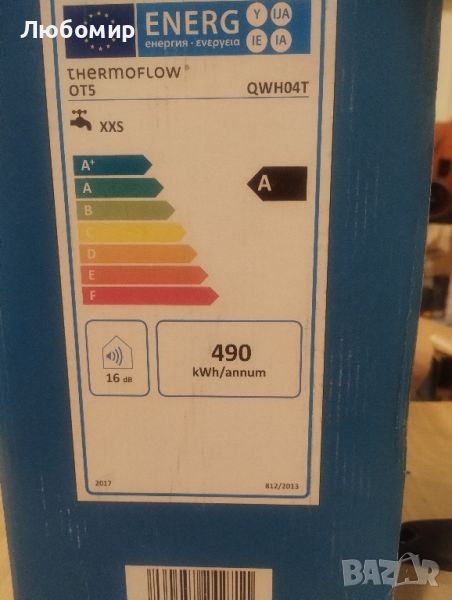 Любомир
ENERG
енергия · ενεργεια
Y IJA
IE IA
thermoflow®
OT5 QWH04T
XXS
A+
A
B
C
D
E
F
A
16 dB
490
kWh/annum
2017 812/2013
BAZAR